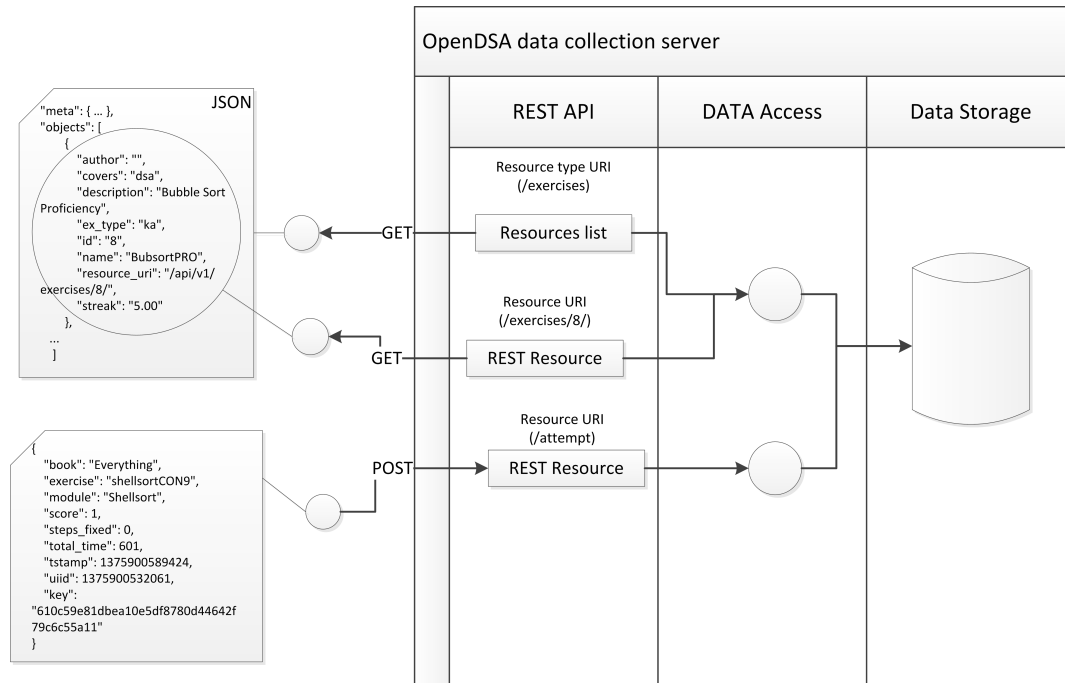 OpenDSA data collection server
REST API
DATA Access
Data Storage
JSON
"meta": { ... },
"objects": [
{
"author": "",
"covers": "dsa",
"description": "Bubble Sort
Proficiency",
"ex_type": "ka",
"id": "8",
"name": "BubsortPRO",
"resource_uri": "/api/v1/
exercises/8/",
"streak": "5.00"
},
...
]
Resource type URI
(/exercises)
GET
Resources list
Resource URI
(/exercises/8/)
GET
REST Resource
Resource URI
(/attempt)
POST
REST Resource
{
"book": "Everything",
"exercise": "shellsortCON9",
"module": "Shellsort",
"score": 1,
"steps_fixed": 0,
"total_time": 601,
"tstamp": 1375900589424,
"uiid": 1375900532061,
"key":
"610c59e81dbea10e5df8780d44642f
79c6c55a11"
}